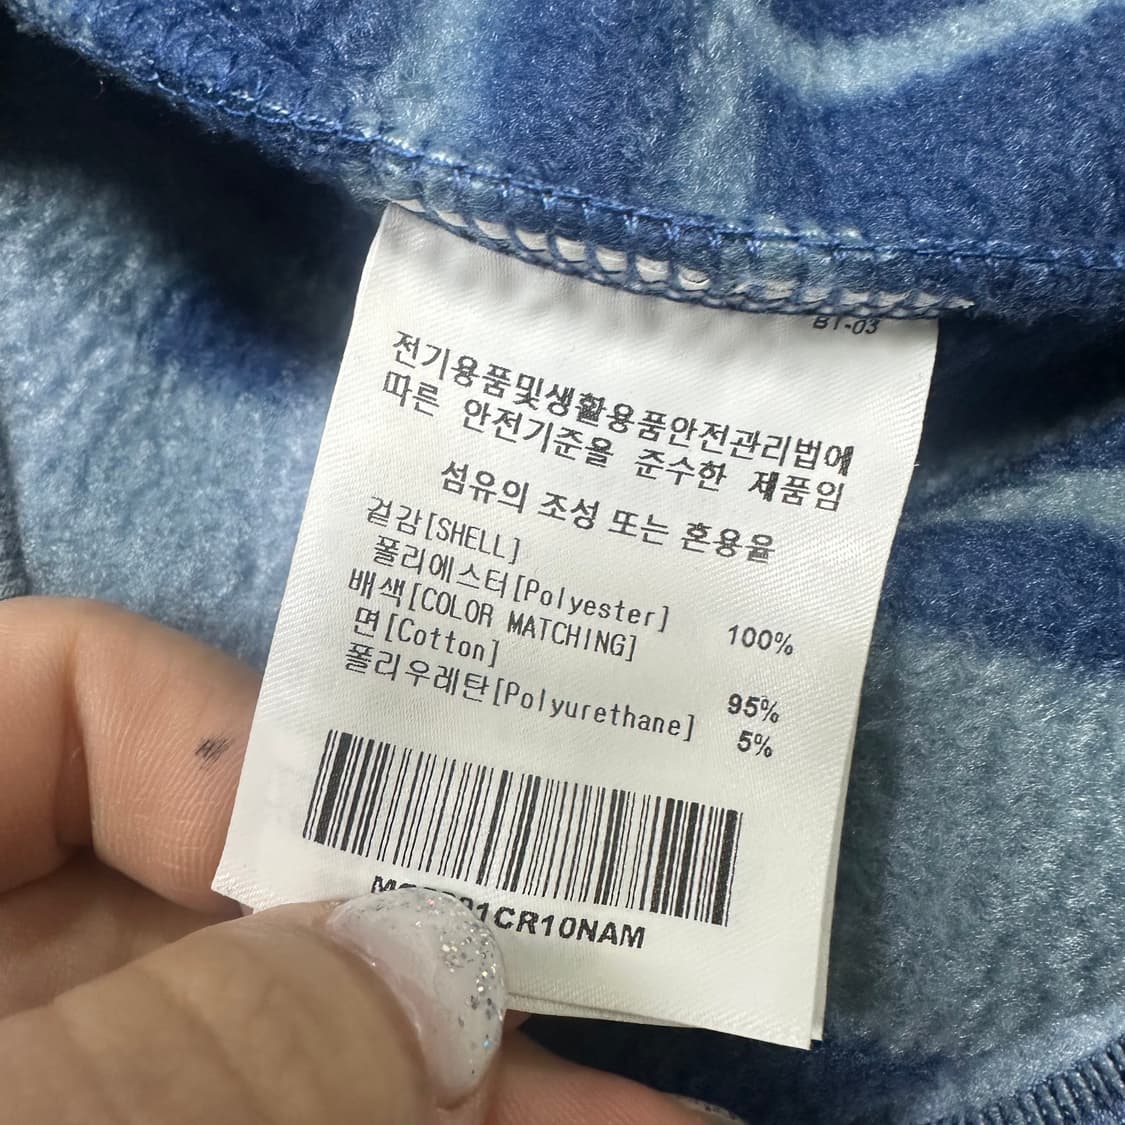 BT-03
전기용품및생활용품안전관리법에
따른 안전기준을 준수한 제품임
섬유의 조성 또는 혼용율
겉감[SHELL]
폴리에스터[Polyester] 100%
배색[COLOR MATCHING]
면[Cotton] 95%
폴리우레탄[Polyurethane] 5%